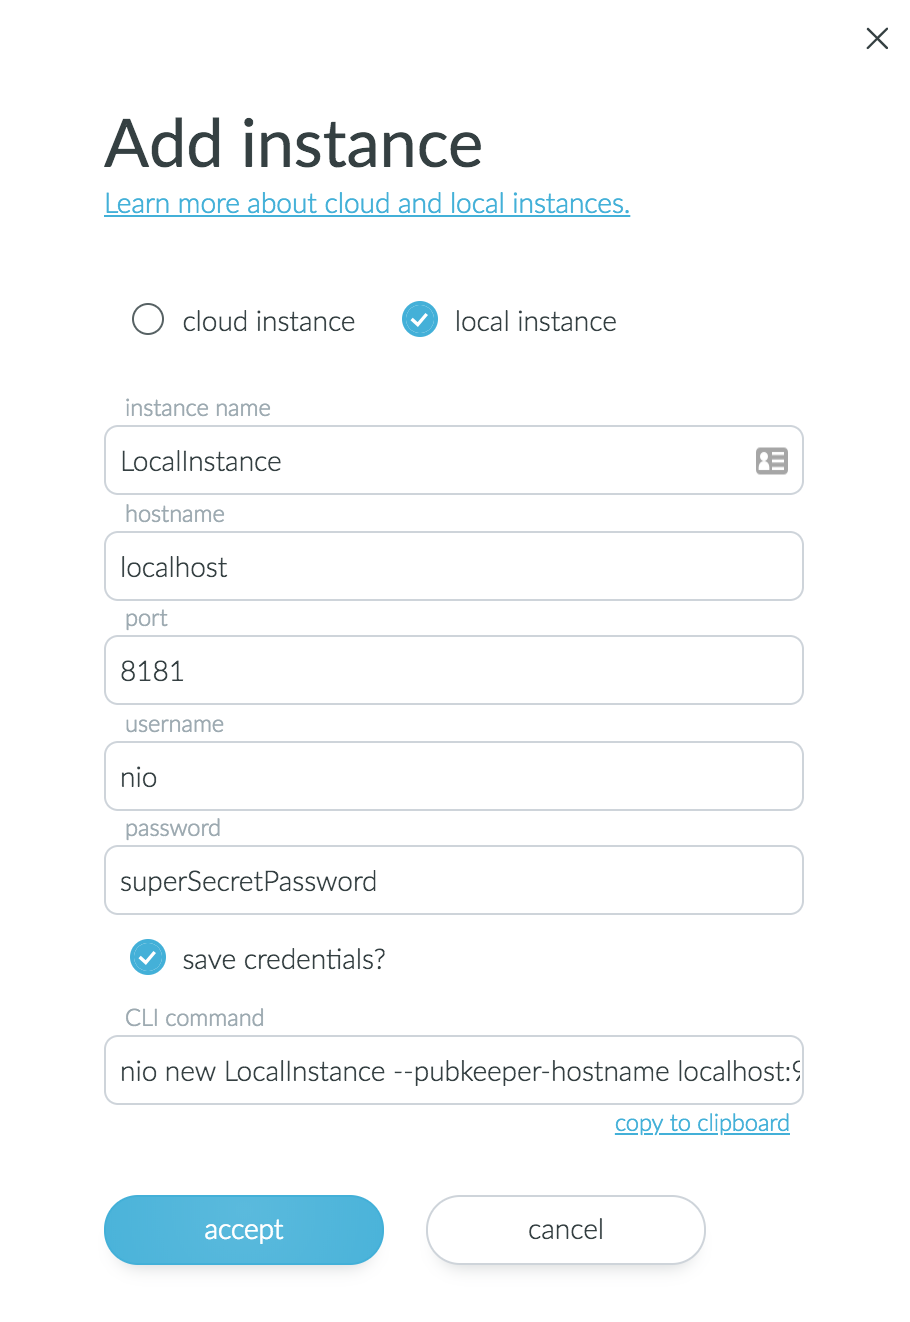 Add instance
Learn more about cloud and local instances.
cloud instance local instance
instance name
LocalInstance
hostname
localhost
port
8181
username
nio
password
superSecretPassword
save credentials?
CLI command
nio new LocalInstance --pubkeeper-hostname localhost:
copy to clipboard
accept cancel